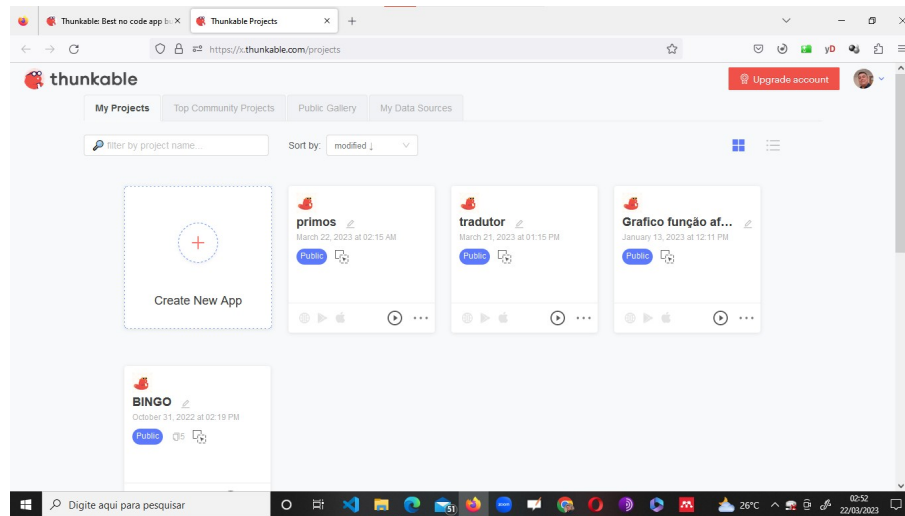 Thunkable: Best no code app bu
Thunkable Projects
https://x.thunkable.com/projects
yD
thunkable
Upgrade account
My Projects
Top Community Projects
Public Gallery
My Data Sources
filter by project name...
Sort by:
modified ↓
Create New App
primos
March 22, 2023 at 02:15 AM
Public
tradutor
March 21, 2023 at 01:15 PM
Public
Grafico função af...
January 13, 2023 at 12:11 PM
Public
BINGO
October 31, 2022 at 02:19 PM
Public
5
Digite aqui para pesquisar
51
26°C
02:52
22/03/2023